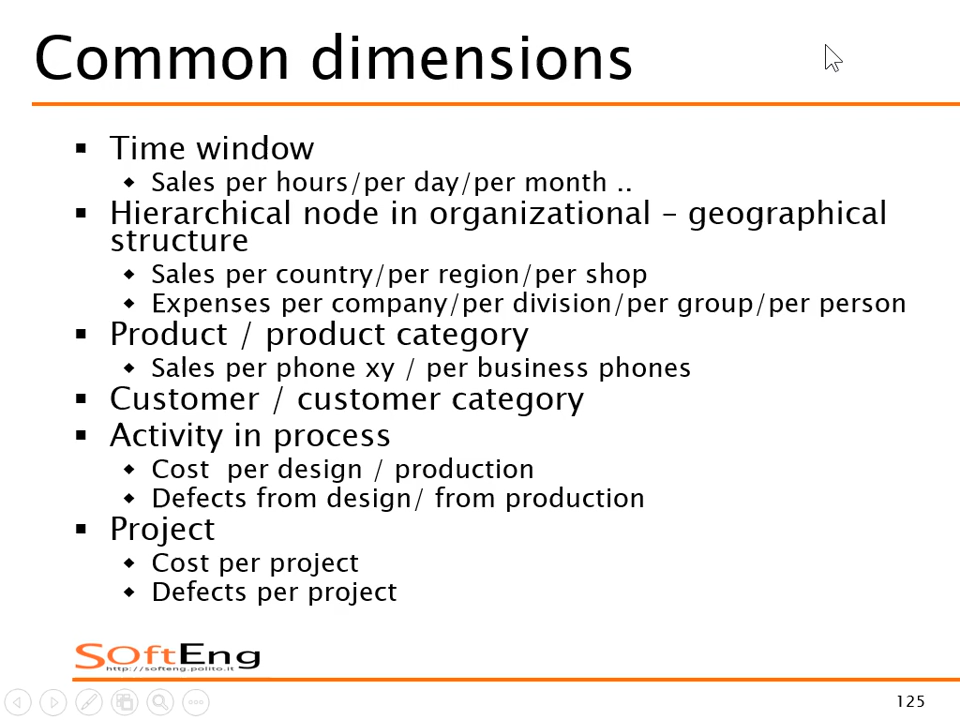 Common dimensions
Time window
Sales per hours/per day/per month ..
Hierarchical node in organizational – geographical
structure
Sales per country/per region/per shop
Expenses per company/per division/per group/per person
Product / product category
Sales per phone xy / per business phones
Customer / customer category
Activity in process
Cost  per design / production
Defects from design/ from production
Project
Cost per project
Defects per project
SoftEng
http://softeng.polito.it
125